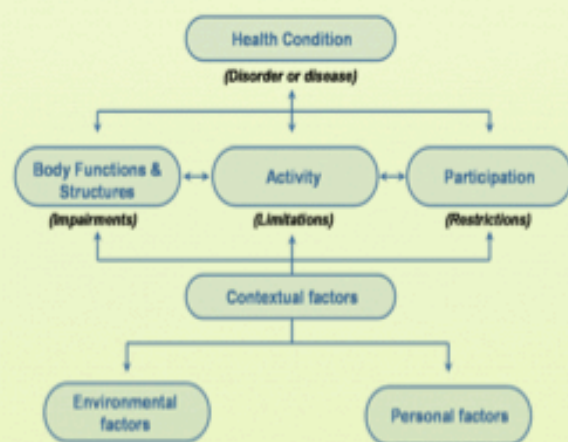 Health Condition
(Disorder or disease)
Body Functions &
Structures
Activity
Participation
(Impairments)
(Limitations)
(Restrictions)
Contextual factors
Environmental
factors
Personal factors